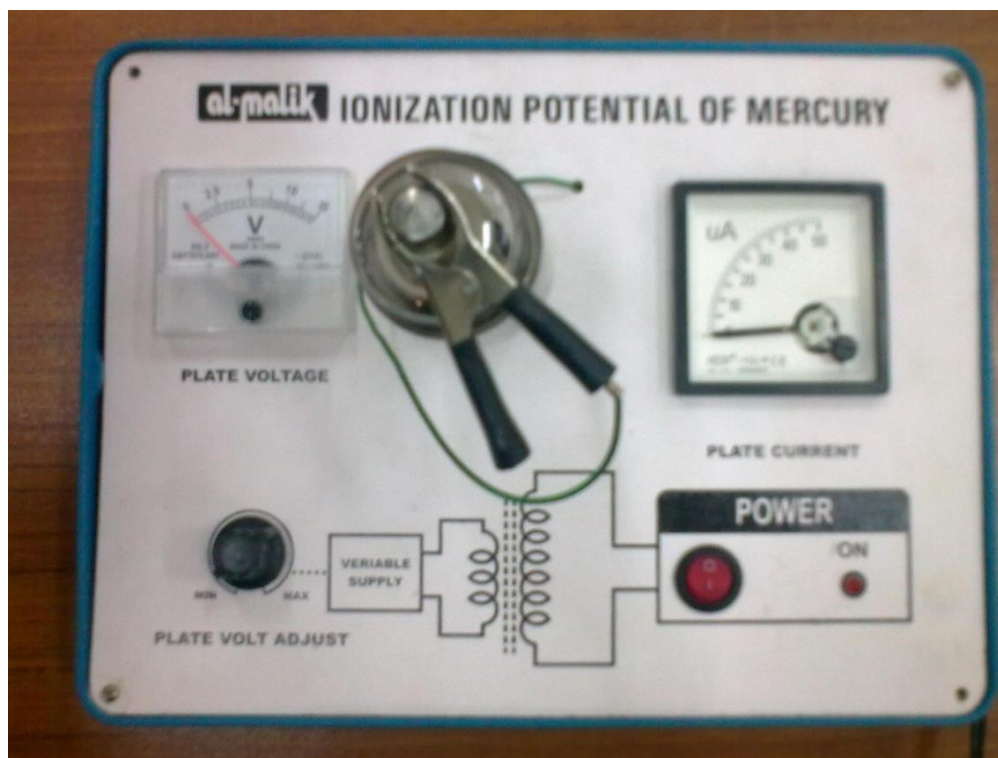 al-malik IONIZATION POTENTIAL OF MERCURY
V
uA
10 20 30 40 50
PLATE VOLTAGE
PLATE CURRENT
POWER
ON
VERIABLE
SUPPLY
MIN MAX
PLATE VOLT ADJUST